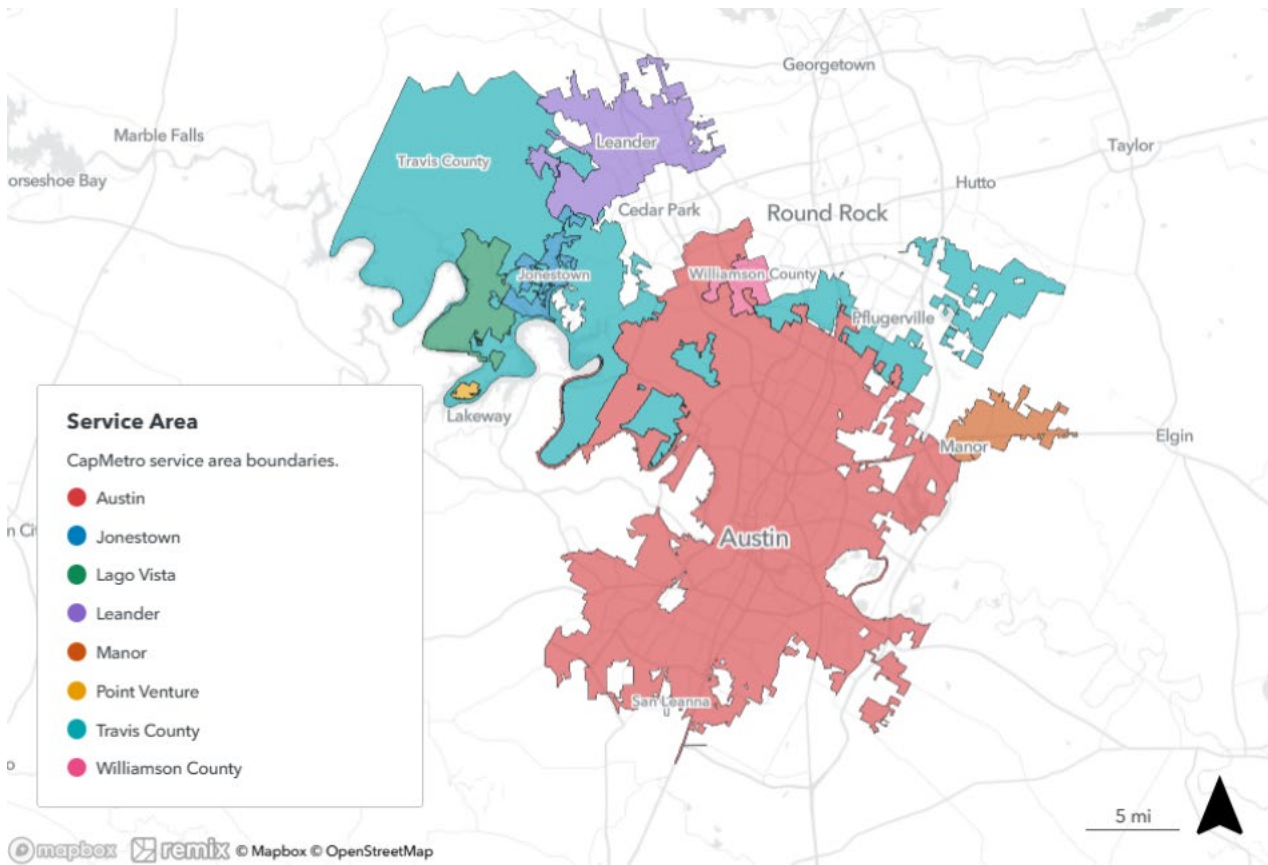 Georgetown
Marble Falls
Leander
Taylor
Travis County
orseshoe Bay
Hutto
Cedar Park
Round Rock
Jonestown
Williamson County
Pflugerville
Lakeway
Manor
Elgin
Service Area
CapMetro service area boundaries.
Austin
Jonestown
Lago Vista
Leander
Manor
Point Venture
Travis County
Williamson County
n Ci
Austin
San Leanna
o
5 mi
mapbox remix © Mapbox © OpenStreetMap